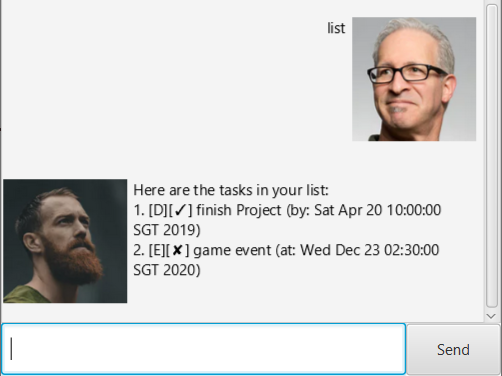 list
Here are the tasks in your list:
1. [D][✓] finish Project (by: Sat Apr 20 10:00:00
SGT 2019)
2. [E][✘] game event (at: Wed Dec 23 02:30:00
SGT 2020)
Send